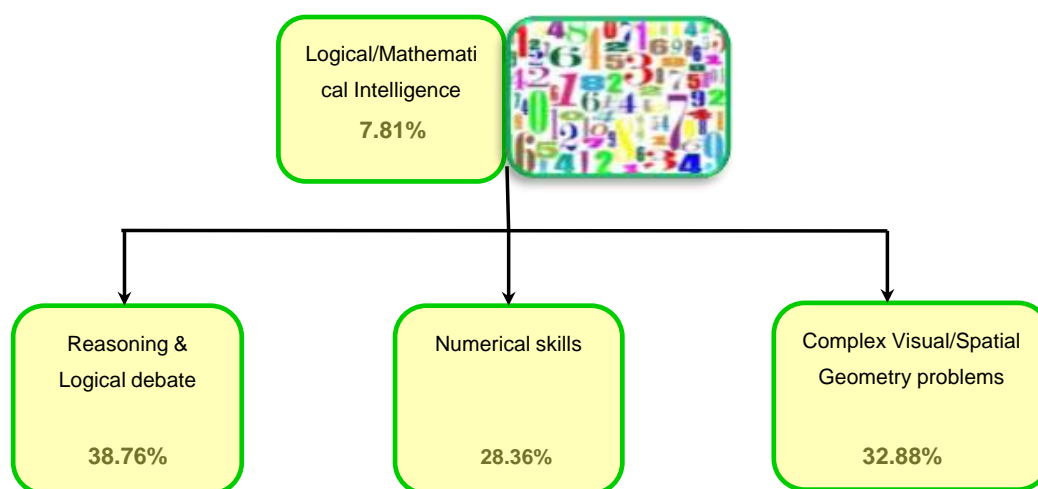 Logical/Mathemati
cal Intelligence
7.81%
Reasoning &
Logical debate
38.76%
Numerical skills
28.36%
Complex Visual/Spatial
Geometry problems
32.88%